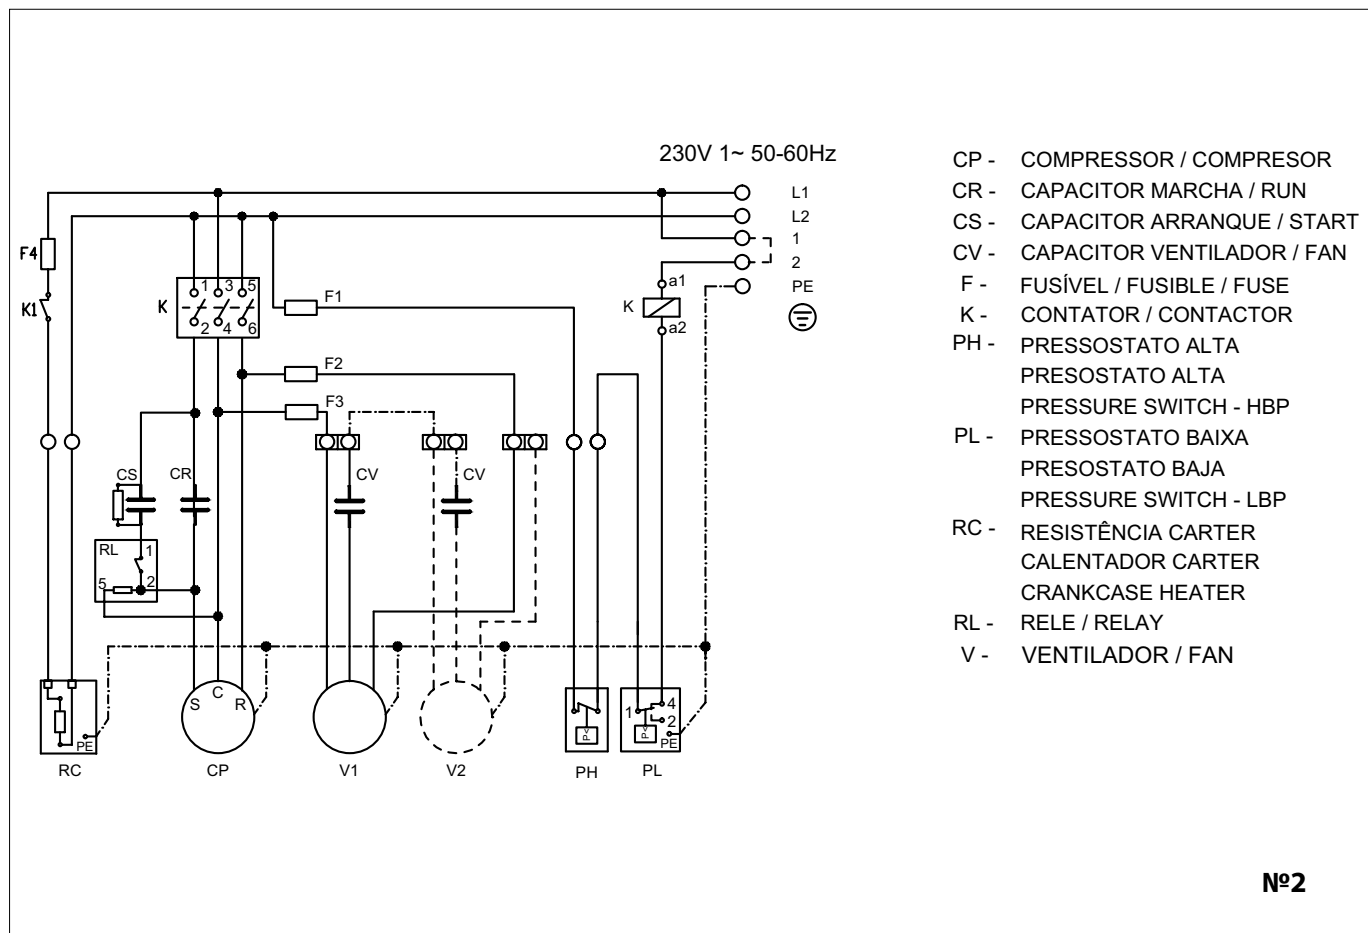 230V 1~ 50-60Hz
L1
L2
1
2
PE
F4
K1
K
1 3 5
2 4 6
F1
F2
F3
K
a1
a2
CS
CR
CV
CV
RL
1
5
2
S
C
R
PE
P<
P<
1
4
2
PE
RC
CP
V1
V2
PH
PL
CP - COMPRESSOR / COMPRESOR
CR - CAPACITOR MARCHA / RUN
CS - CAPACITOR ARRANQUE / START
CV - CAPACITOR VENTILADOR / FAN
F - FUSÍVEL / FUSIBLE / FUSE
K - CONTATOR / CONTACTOR
PH - PRESSOSTATO ALTA
PRESOSTATO ALTA
PRESSURE SWITCH - HBP
PL - PRESSOSTATO BAIXA
PRESOSTATO BAJA
PRESSURE SWITCH - LBP
RC - RESISTÊNCIA CARTER
CALENTADOR CARTER
CRANKCASE HEATER
RL - RELE / RELAY
V - VENTILADOR / FAN
Nº2